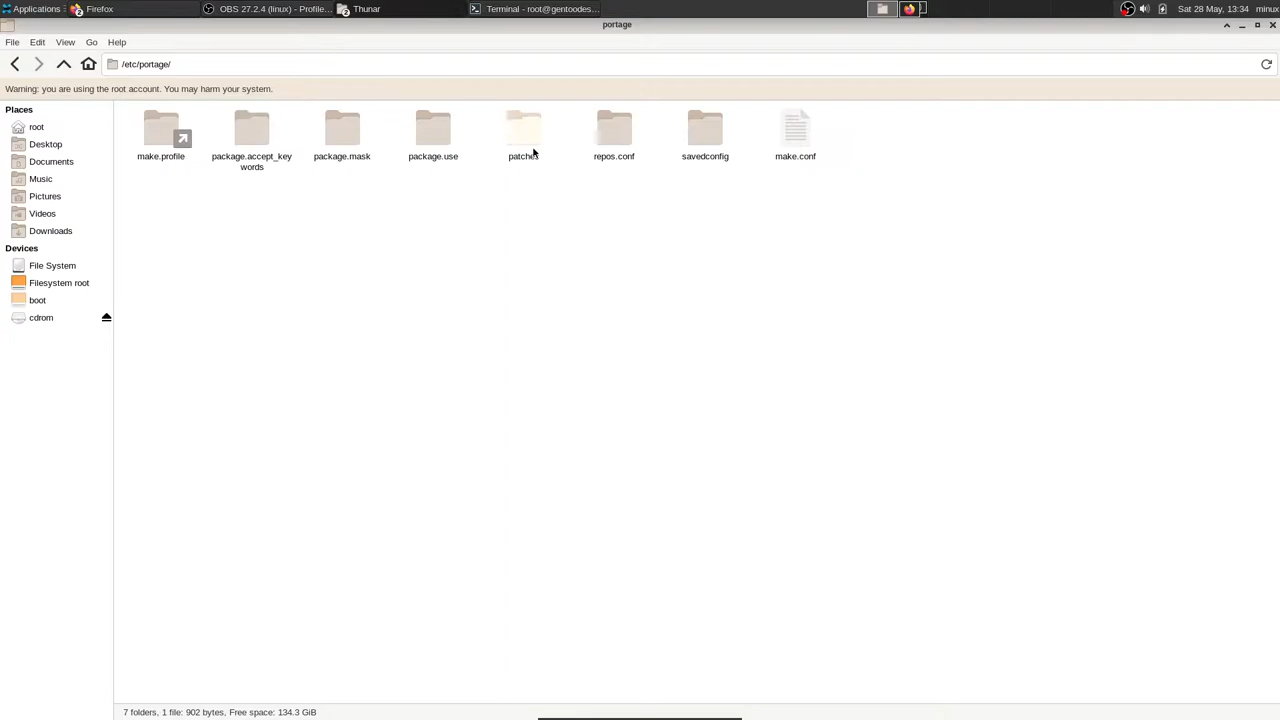 Applications
Firefox
OBS 27.2.4 (linux) - Profile...
Thunar
Terminal - root@gentoodes...
Sat 28 May, 13:34
minux
portage
File Edit View Go Help
/etc/portage/
Warning: you are using the root account. You may harm your system.
Places
root
Desktop
Documents
Music
Pictures
Videos
Downloads
Devices
File System
Filesystem root
boot
cdrom
make.profile
package.accept_key
words
package.mask
package.use
patches
repos.conf
savedconfig
make.conf
7 folders, 1 file: 902 bytes, Free space: 134.3 GiB